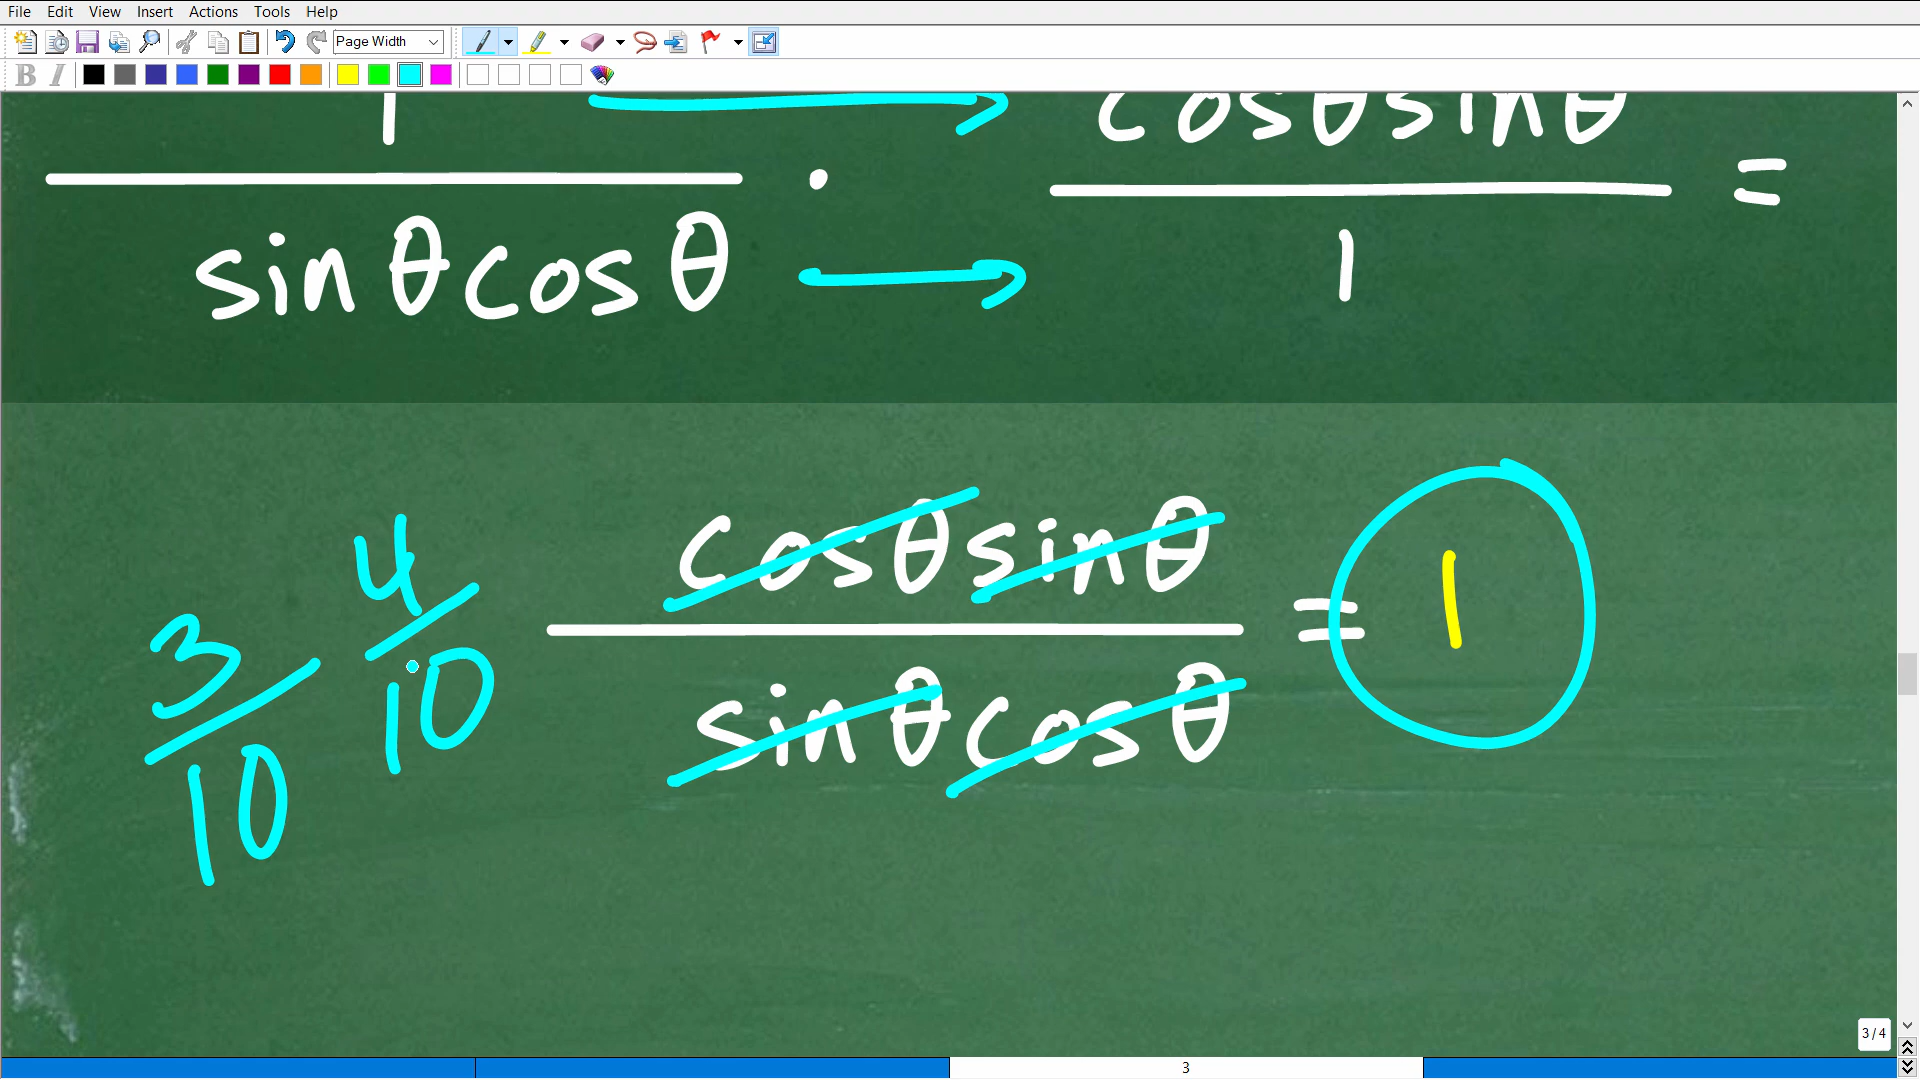 File Edit View Insert Actions Tools Help
Page Width
B I
1 cosθsinθ
· =
sinθcosθ 1
3/10 4/10 cosθsinθ/sinθcosθ = 1
3 / 4
3